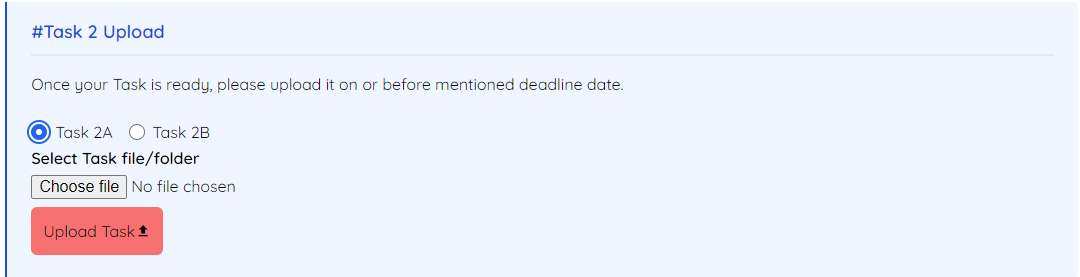 #Task 2 Upload
Once your Task is ready, please upload it on or before mentioned deadline date.
Task 2A Task 2B
Select Task file/folder
Choose file No file chosen
Upload Task